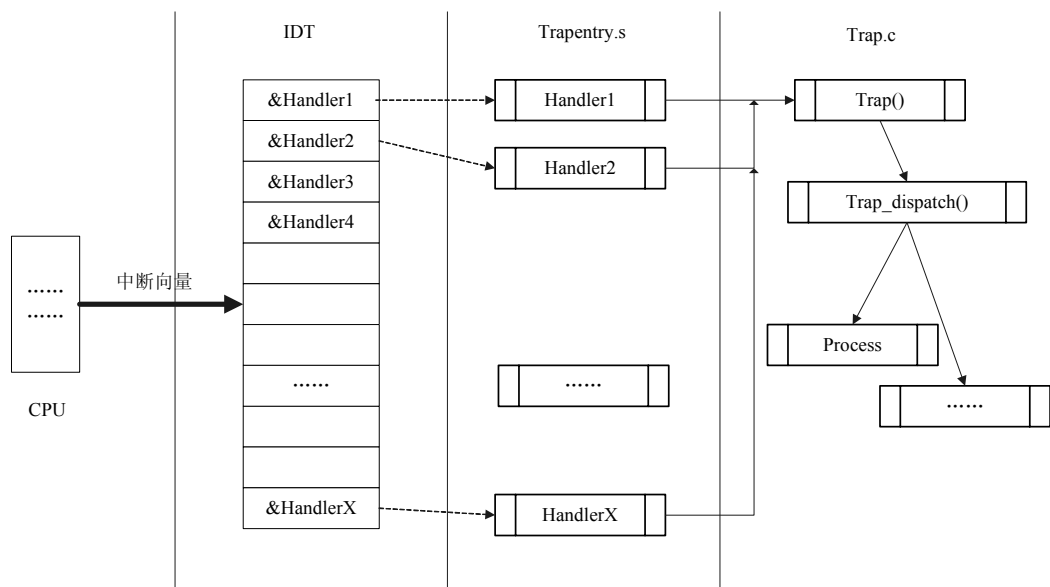 IDT
Trapentry.s
Trap.c
&Handler1
Handler1
Trap()
&Handler2
Handler2
&Handler3
Trap_dispatch()
&Handler4
中断向量
……
……
Process
……
……
……
CPU
&HandlerX
HandlerX